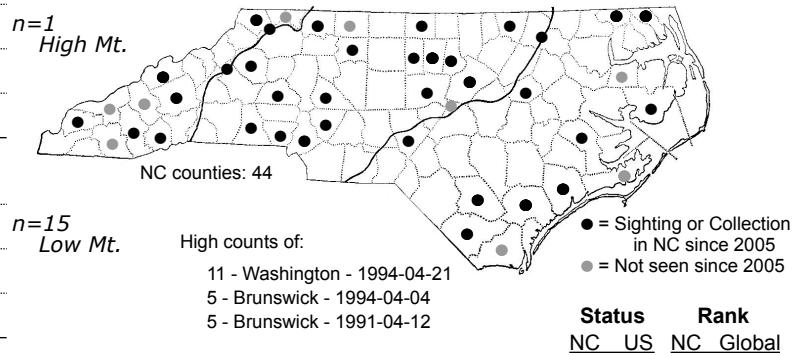 n=1
High Mt.
NC counties: 44
n=15
Low Mt.
High counts of:
11 - Washington - 1994-04-21
5 - Brunswick - 1994-04-04
5 - Brunswick - 1991-04-12
= Sighting or Collection
in NC since 2005
= Not seen since 2005
Status Rank
NC US NC Global